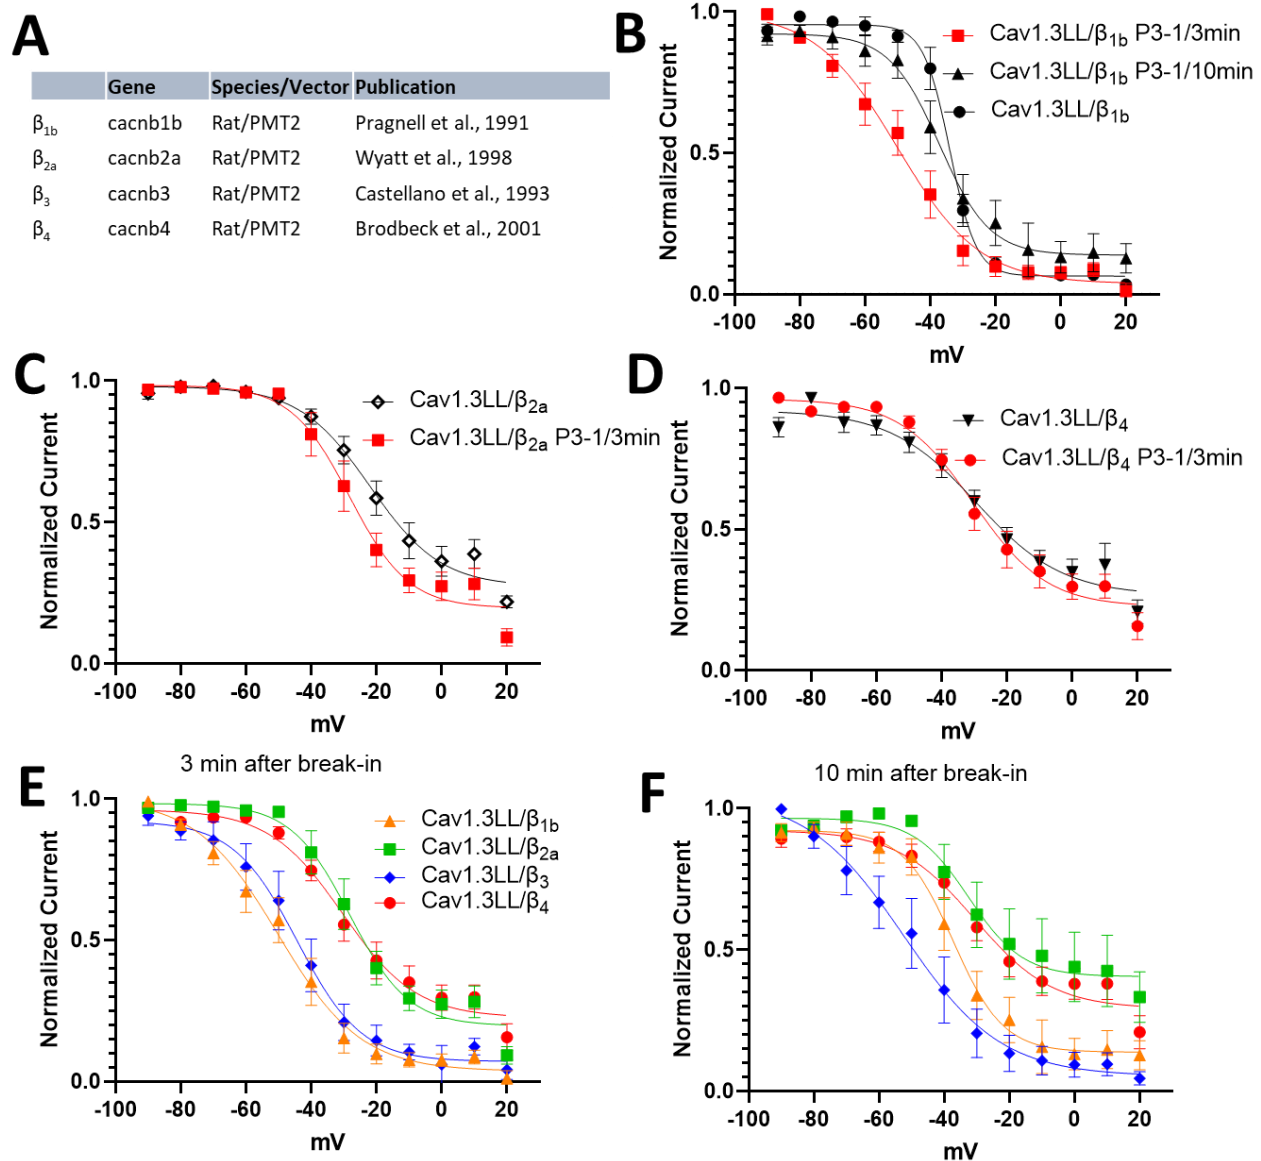 A
Gene Species/Vector Publication
β1b cacnb1b Rat/PMT2 Pragnell et al., 1991
β2a cacnb2a Rat/PMT2 Wyatt et al., 1998
β3 cacnb3 Rat/PMT2 Castellano et al., 1993
β4 cacnb4 Rat/PMT2 Brodbeck et al., 2001
B
1.0
0.5
0.0
Normalized Current
-100 -80 -60 -40 -20 0 20
mV
Cav1.3LL/β1b P3-1/3min
Cav1.3LL/β1b P3-1/10min
Cav1.3LL/β1b
C
1.0
0.5
0.0
Normalized Current
-100 -80 -60 -40 -20 0 20
mV
Cav1.3LL/β2a
Cav1.3LL/β2a P3-1/3min
D
1.0
0.5
0.0
Normalized Current
-100 -80 -60 -40 -20 0 20
mV
Cav1.3LL/β4
Cav1.3LL/β4 P3-1/3min
E
3 min after break-in
1.0
0.5
0.0
Normalized Current
-100 -80 -60 -40 -20 0 20
mV
Cav1.3LL/β1b
Cav1.3LL/β2a
Cav1.3LL/β3
Cav1.3LL/β4
F
10 min after break-in
1.0
0.5
0.0
Normalized Current
-100 -80 -60 -40 -20 0 20
mV